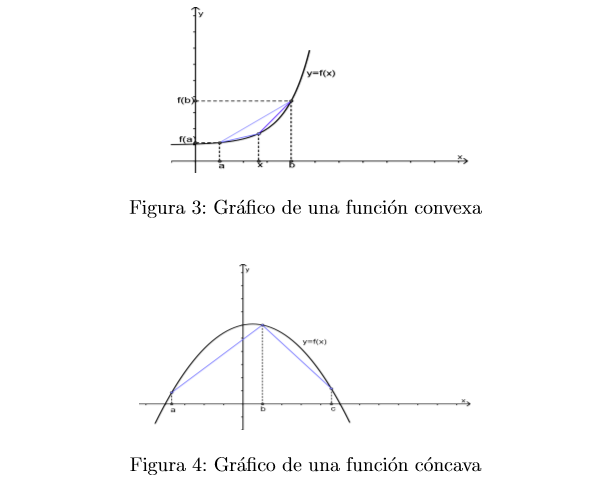 y
y=f(x)
f(b)
f(a)
a x b x
Figura 3: Gráfico de una función convexa
y
y=f(x)
a b c x
Figura 4: Gráfico de una función cóncava